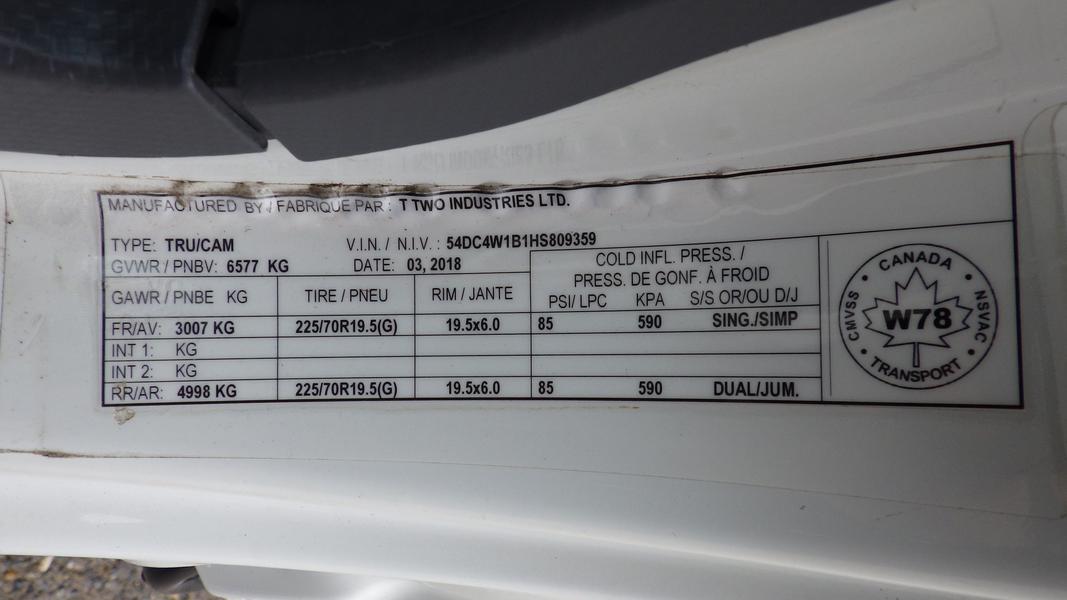 MANUFACTURED BY / FABRIQUE PAR : T TWO INDUSTRIES LTD.
TYPE: TRU/CAM V.I.N. / N.I.V. : 54DC4W1B1HS809359
GVWR / PNBV: 6577 KG DATE: 03, 2018
COLD INFL. PRESS. /
PRESS. DE GONF. À FROID
GAWR / PNBE KG TIRE / PNEU RIM / JANTE PSI/ LPC KPA S/S OR/OU D/J
FR/AV: 3007 KG 225/70R19.5(G) 19.5x6.0 85 590 SING./SIMP
INT 1: KG
INT 2: KG
RR/AR: 4998 KG 225/70R19.5(G) 19.5x6.0 85 590 DUAL/JUM.
CANADA
CMVSS
NSVAC
W78
TRANSPORT